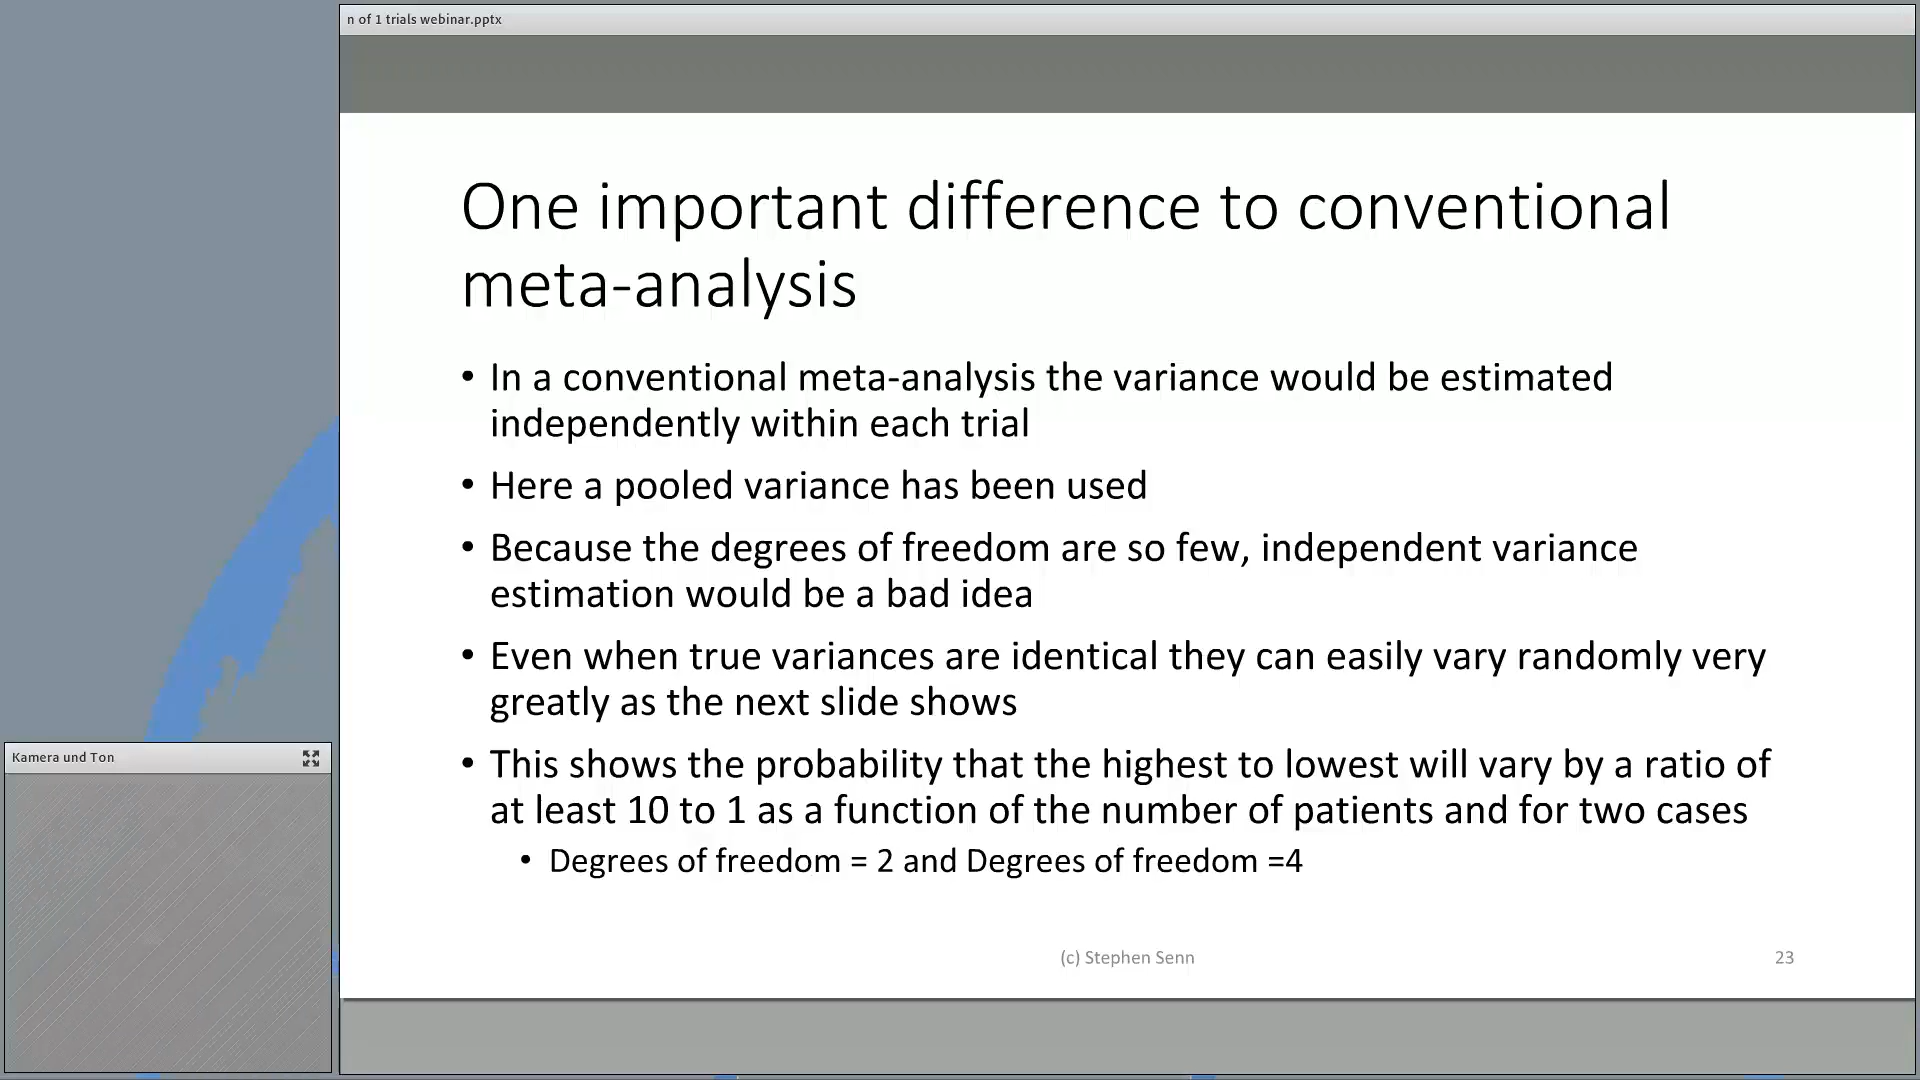 n of 1 trials webinar.pptx
One important difference to conventional
meta-analysis
• In a conventional meta-analysis the variance would be estimated
independently within each trial
• Here a pooled variance has been used
• Because the degrees of freedom are so few, independent variance
estimation would be a bad idea
• Even when true variances are identical they can easily vary randomly very
greatly as the next slide shows
• This shows the probability that the highest to lowest will vary by a ratio of
at least 10 to 1 as a function of the number of patients and for two cases
• Degrees of freedom = 2 and Degrees of freedom =4
(c) Stephen Senn
23
Kamera und Ton